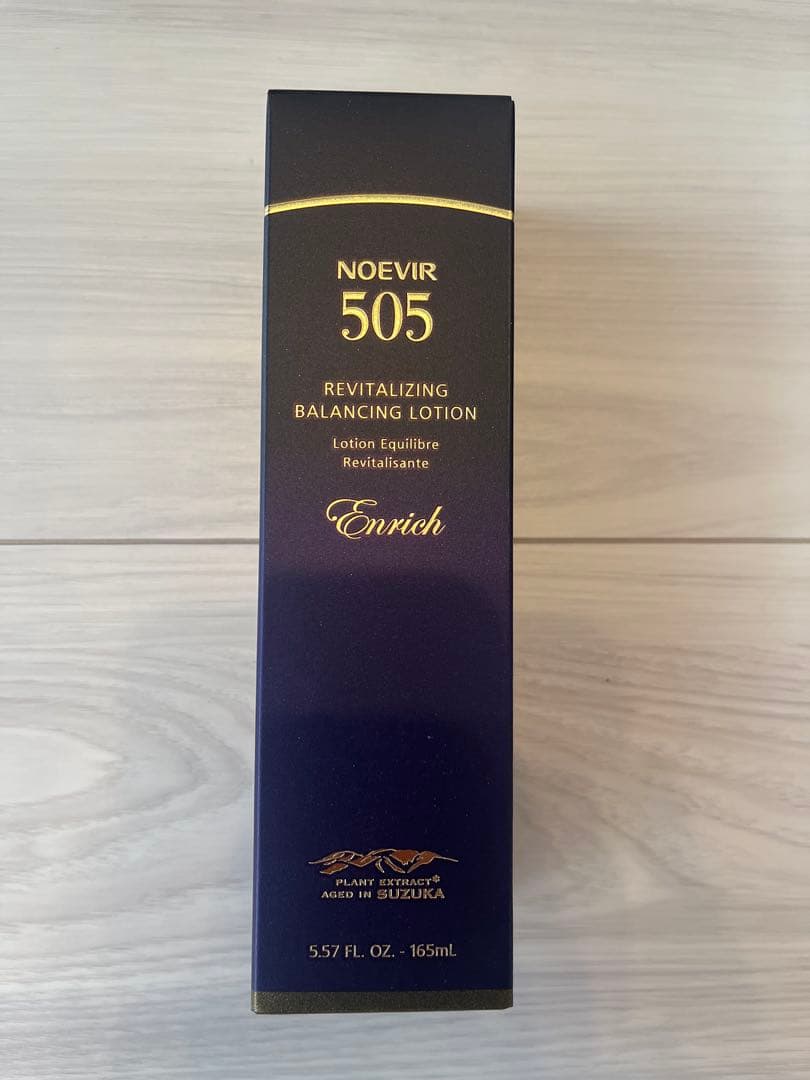 NOEVIR
505
REVITALIZING
BALANCING LOTION
Lotion Equilibre
Revitalisante
Enrich
PLANT EXTRACT*
AGED IN SUZUKA
5.57 FL. OZ. - 165mL